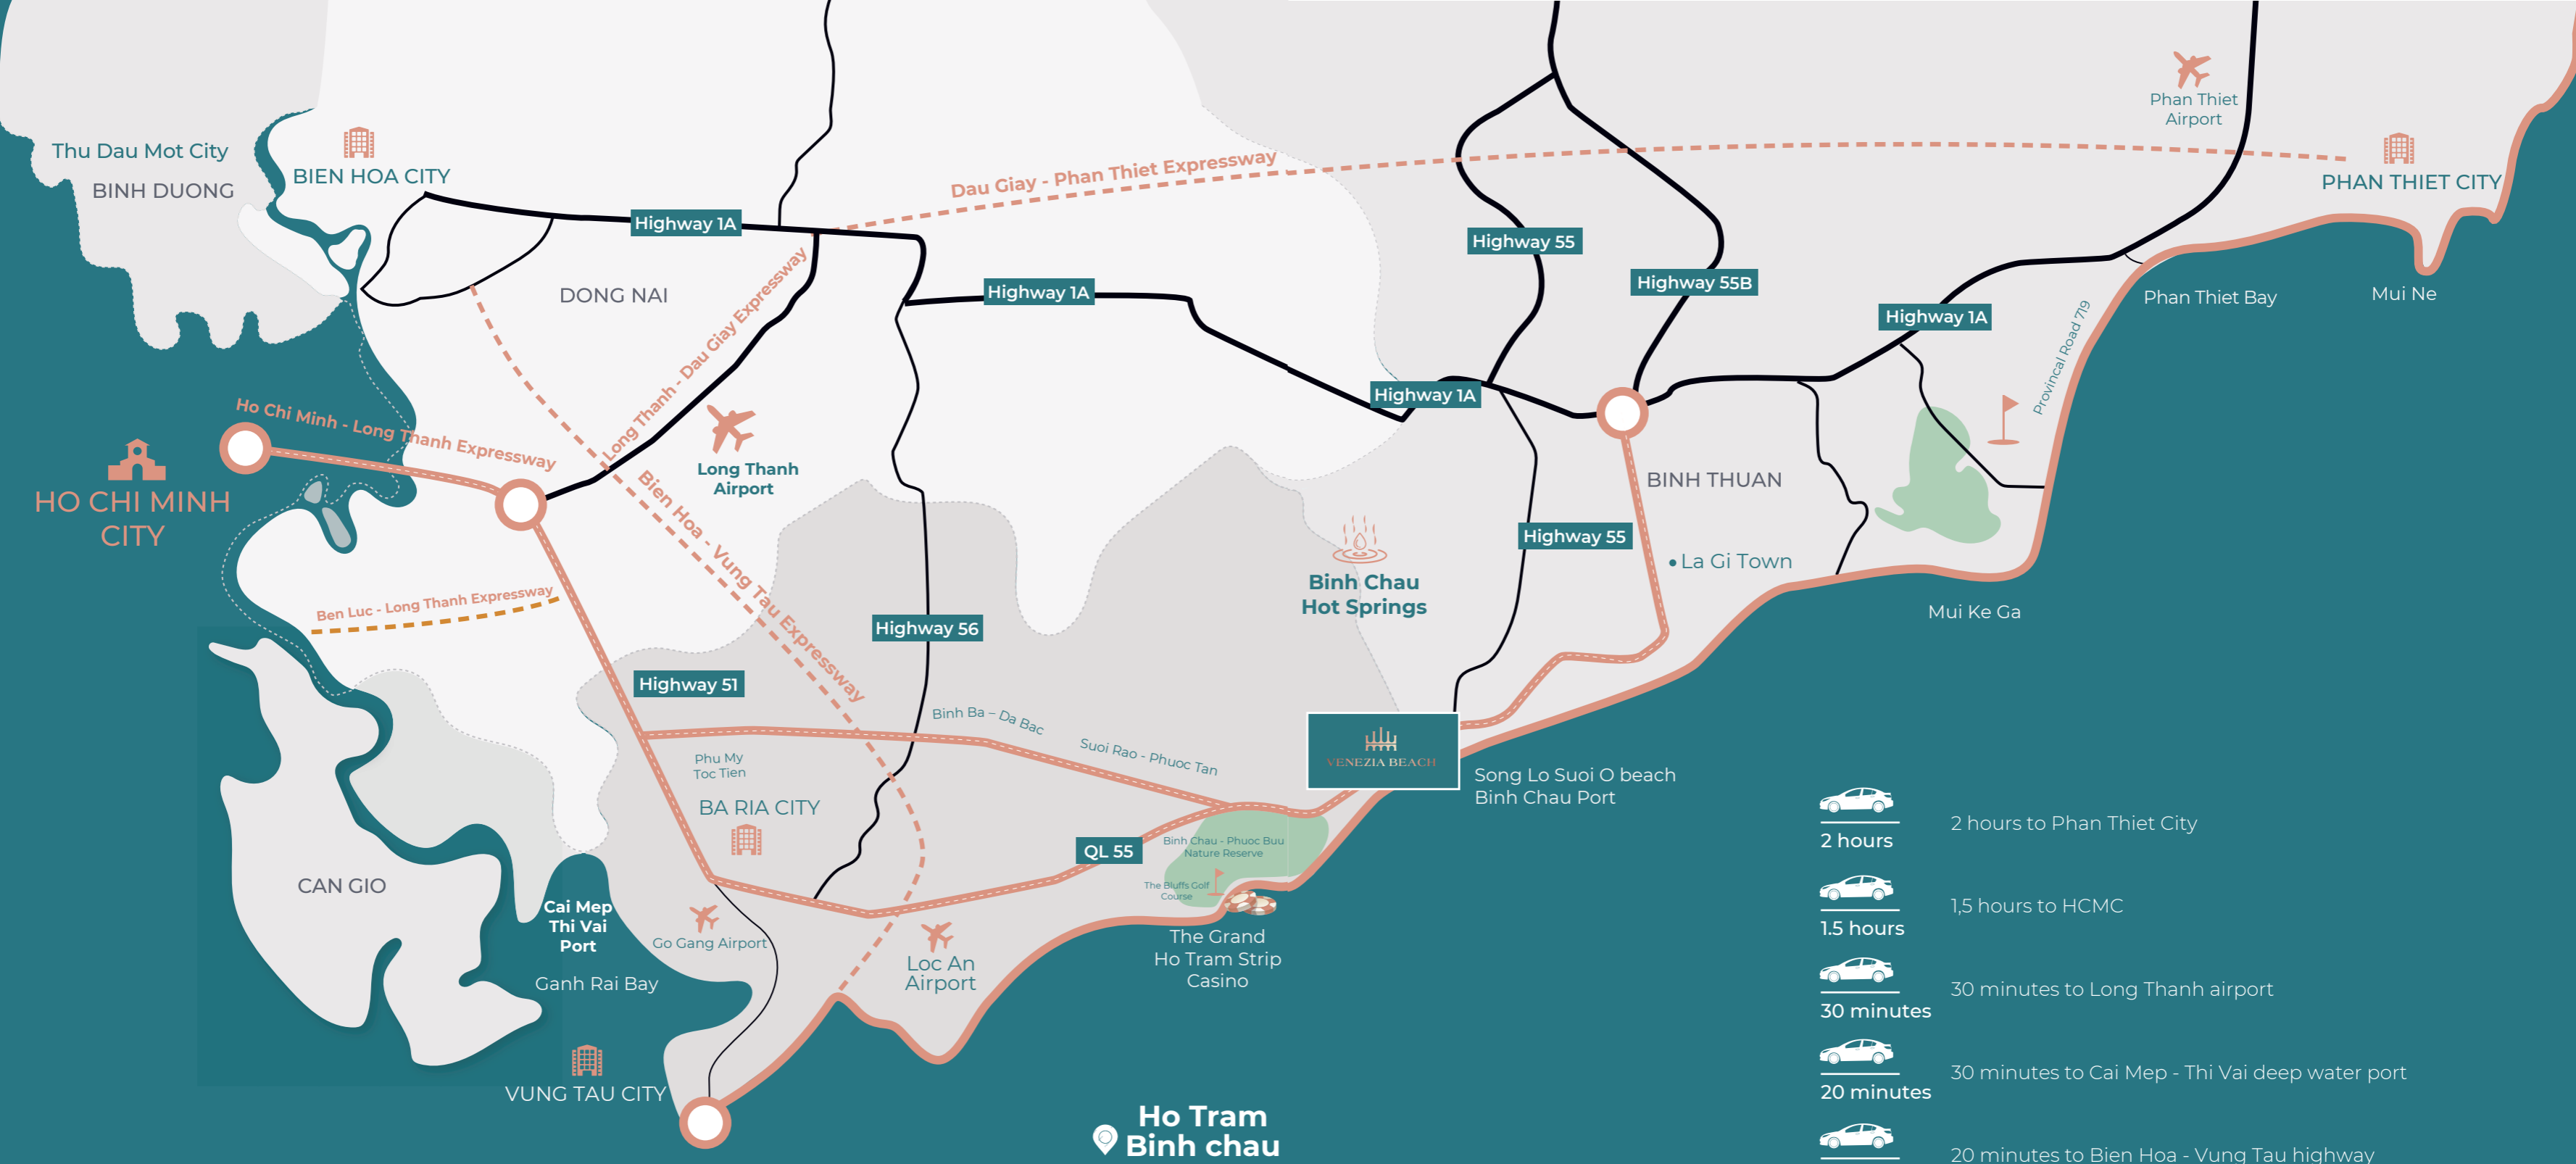 Phan Thiet
Airport
Thu Dau Mot City
BINH DUONG
BIEN HOA CITY
Dau Giay - Phan Thiet Expressway
PHAN THIET CITY
Highway 1A
Highway 55
Highway 55B
DONG NAI
Highway 1A
Highway 1A
Phan Thiet Bay
Mui Ne
Long Thanh - Dau Giay Expressway
Provincal Road 719
Highway 1A
Ho Chi Minh - Long Thanh Expressway
HO CHI MINH
CITY
Long Thanh
Airport
BINH THUAN
Bien Hoa - Vung Tau Expressway
Highway 55
La Gi Town
Binh Chau
Hot Springs
Ben Luc - Long Thanh Expressway
Mui Ke Ga
Highway 56
Highway 51
Binh Ba – Da Bac
Suoi Rao - Phuoc Tan
VENEZIA BEACH
Phu My
Toc Tien
BA RIA CITY
Song Lo Suoi O beach
Binh Chau Port
QL 55
Binh Chau - Phuoc Buu
Nature Reserve
The Bluffs Golf
Course
CAN GIO
Cai Mep
Thi Vai
Port
Go Gang Airport
Ganh Rai Bay
Loc An
Airport
The Grand
Ho Tram Strip
Casino
VUNG TAU CITY
Ho Tram
Binh chau
2 hours
2 hours to Phan Thiet City
1.5 hours
1,5 hours to HCMC
30 minutes
30 minutes to Long Thanh airport
20 minutes
30 minutes to Cai Mep - Thi Vai deep water port
20 minutes to Bien Hoa - Vung Tau highway